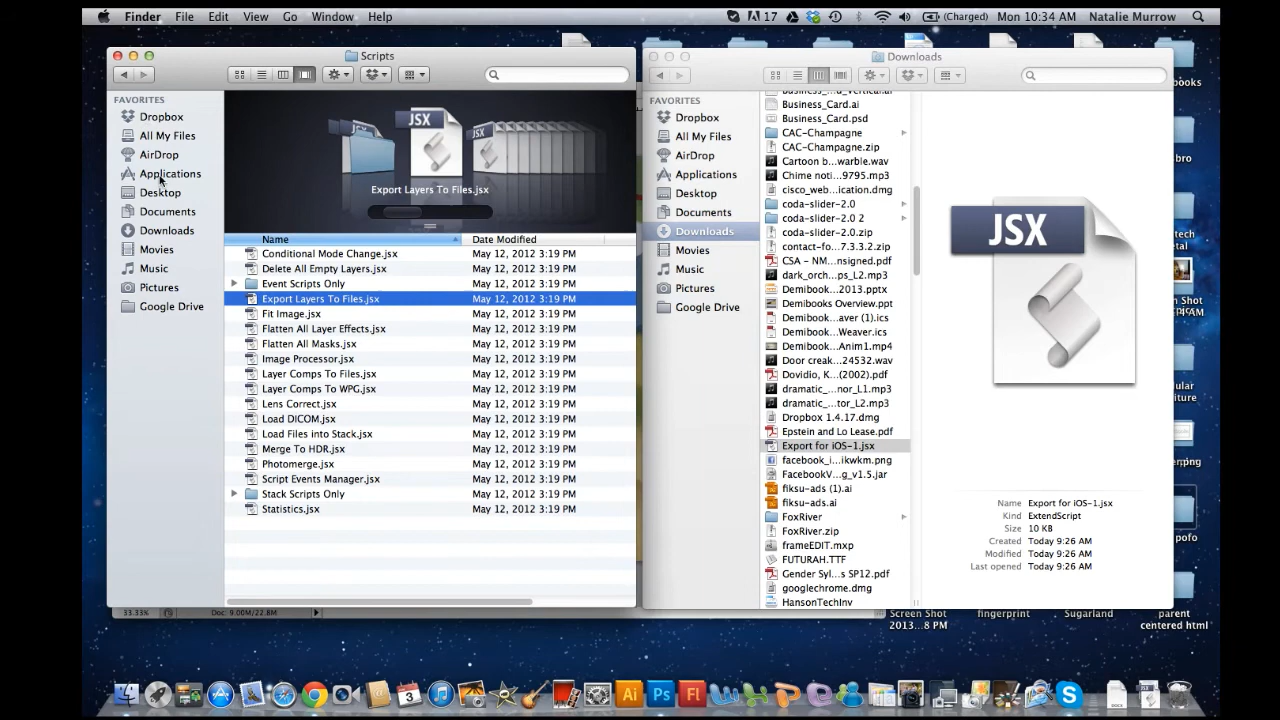 Finder File Edit View Go Window Help 17 (Charged) Mon 10:34 AM Natalie Murrow
Scripts
FAVORITES
Dropbox
All My Files
AirDrop
Applications
Desktop
Documents
Downloads
Movies
Music
Pictures
Google Drive
JSX
JSX
JSX
Export Layers To Files.jsx
Name Date Modified
Conditional Mode Change.jsx May 12, 2012 3:19 PM
Delete All Empty Layers.jsx May 12, 2012 3:19 PM
Event Scripts Only May 12, 2012 3:19 PM
Export Layers To Files.jsx May 12, 2012 3:19 PM
Fit Image.jsx May 12, 2012 3:19 PM
Flatten All Layer Effects.jsx May 12, 2012 3:19 PM
Flatten All Masks.jsx May 12, 2012 3:19 PM
Image Processor.jsx May 12, 2012 3:19 PM
Layer Comps To Files.jsx May 12, 2012 3:19 PM
Layer Comps To WPG.jsx May 12, 2012 3:19 PM
Lens Correct.jsx May 12, 2012 3:19 PM
Load DICOM.jsx May 12, 2012 3:19 PM
Load Files into Stack.jsx May 12, 2012 3:19 PM
Merge To HDR.jsx May 12, 2012 3:19 PM
Photomerge.jsx May 12, 2012 3:19 PM
Script Events Manager.jsx May 12, 2012 3:19 PM
Stack Scripts Only May 12, 2012 3:19 PM
Statistics.jsx May 12, 2012 3:19 PM
33.33% Doc: 9.00M/22.8M
Downloads
FAVORITES
Dropbox
All My Files
AirDrop
Applications
Desktop
Documents
Downloads
Movies
Music
Pictures
Google Drive
Business_Card.ai
Business_Card.psd
CAC-Champagne
CAC-Champagne.zip
Cartoon b...warble.wav
Chime note...9795.mp3
cisco_web...ication.dmg
coda-slider-2.0
coda-slider-2.0 2
coda-slider-2.0.zip
contact-fo...7.3.3.2.zip
CSA - NM...nsigned.pdf
dark_orch...ps_L2.mp3
Demibooks_2013.pptx
Demibooks Overview.pptx
Demibook...aver (1).ics
Demibook...Weaver.ics
Demibook...Anim1.mp4
Door creak...24532.wav
Dovidio, K...(2002).pdf
dramatic_...nor_L1.mp3
dramatic_...tor_L2.mp3
Dropbox 1.4.17.dmg
Epstein and Lo Lease.pdf
Export for iOS-1.jsx
facebook_i...ikwkm.png
FacebookV...g_v1.5.jar
fiksu-ads (1).ai
fiksu-ads.ai
FoxRiver
FoxRiver.zip
frameEDIT.mxp
FUTURAH.TTF
Gender Syl...s SP12.pdf
googlechrome.dmg
HansonTechInv
JSX
Name Export for iOS-1.jsx
Kind ExtendScript
Size 10 KB
Created Today 9:26 AM
Modified Today 9:26 AM
Last opened Today 9:26 AM
Screen Shot
2013...8 PM
fingerprint
Sugarland
parent
centered html
3
Ai
Ps
Fl